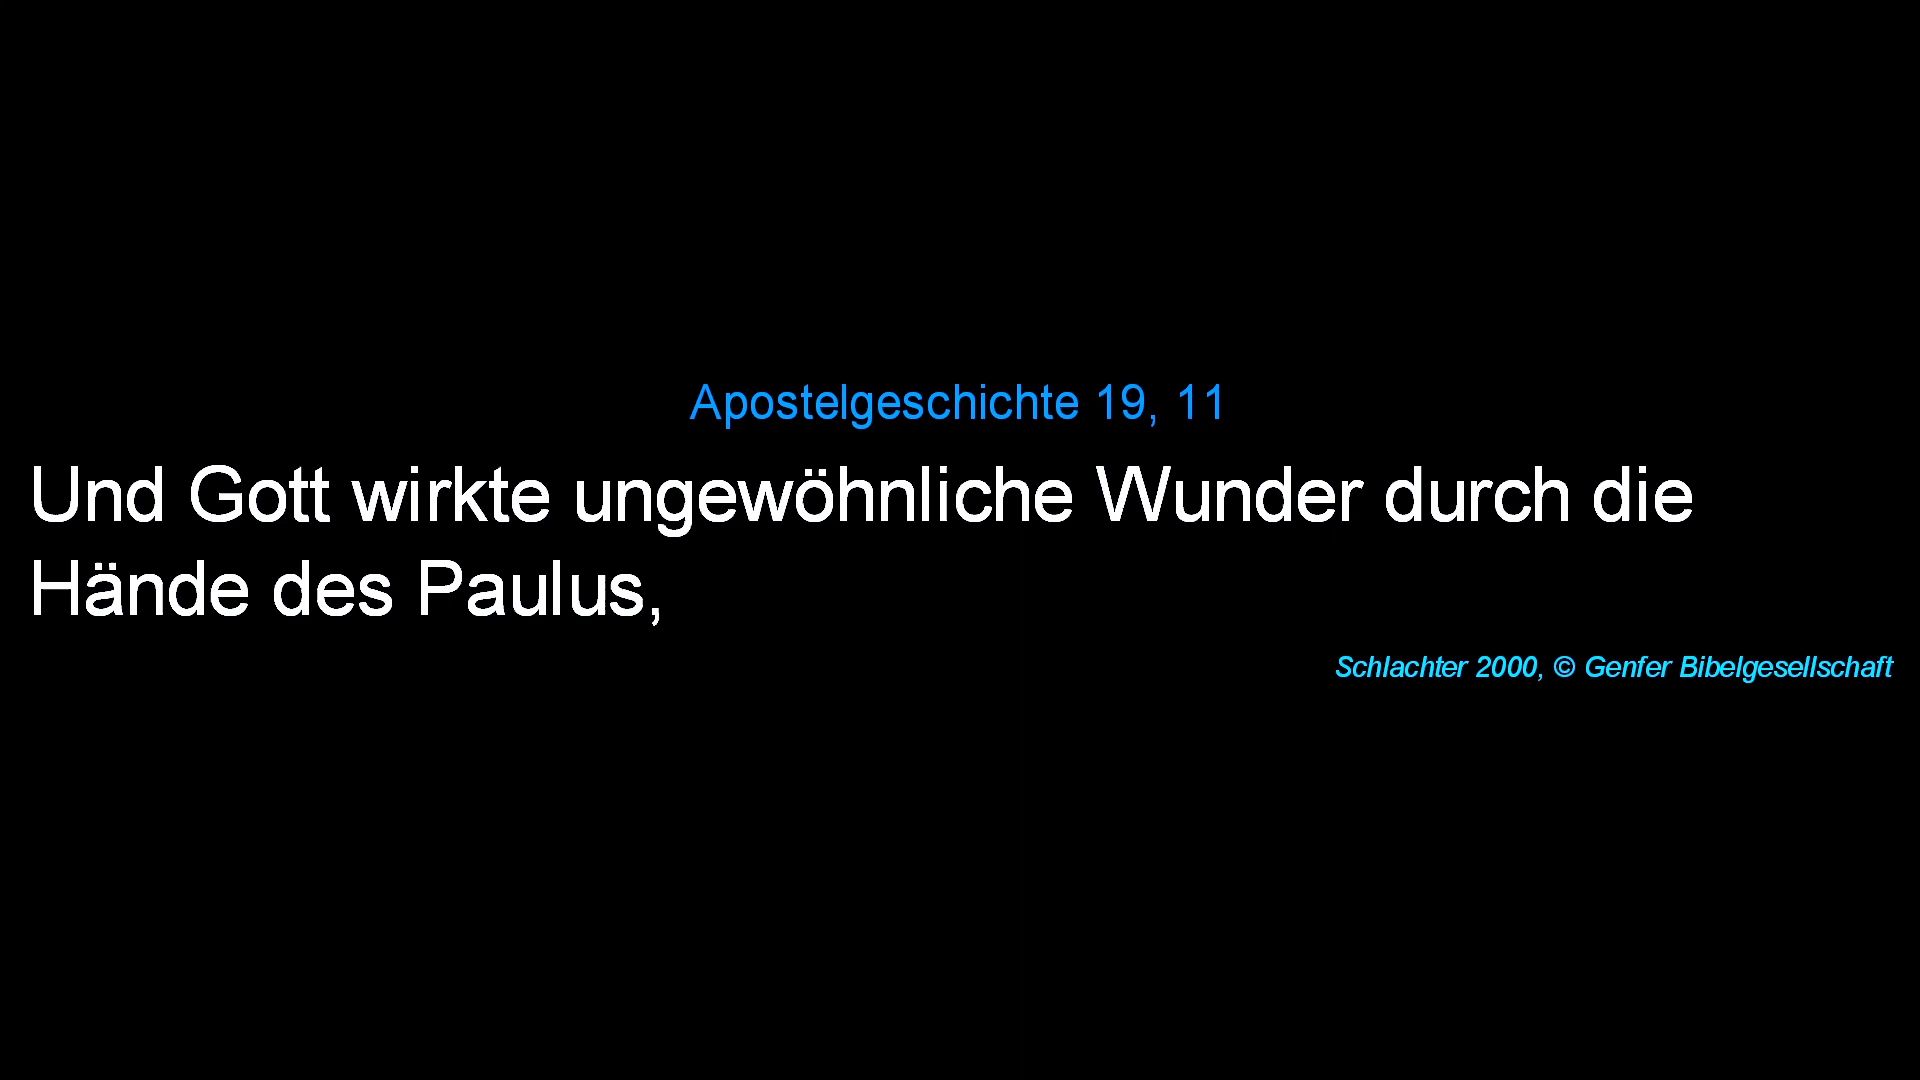 Apostelgeschichte 19, 11
Und Gott wirkte ungewöhnliche Wunder durch die
Hände des Paulus,
Schlachter 2000, © Genfer Bibelgesellschaft